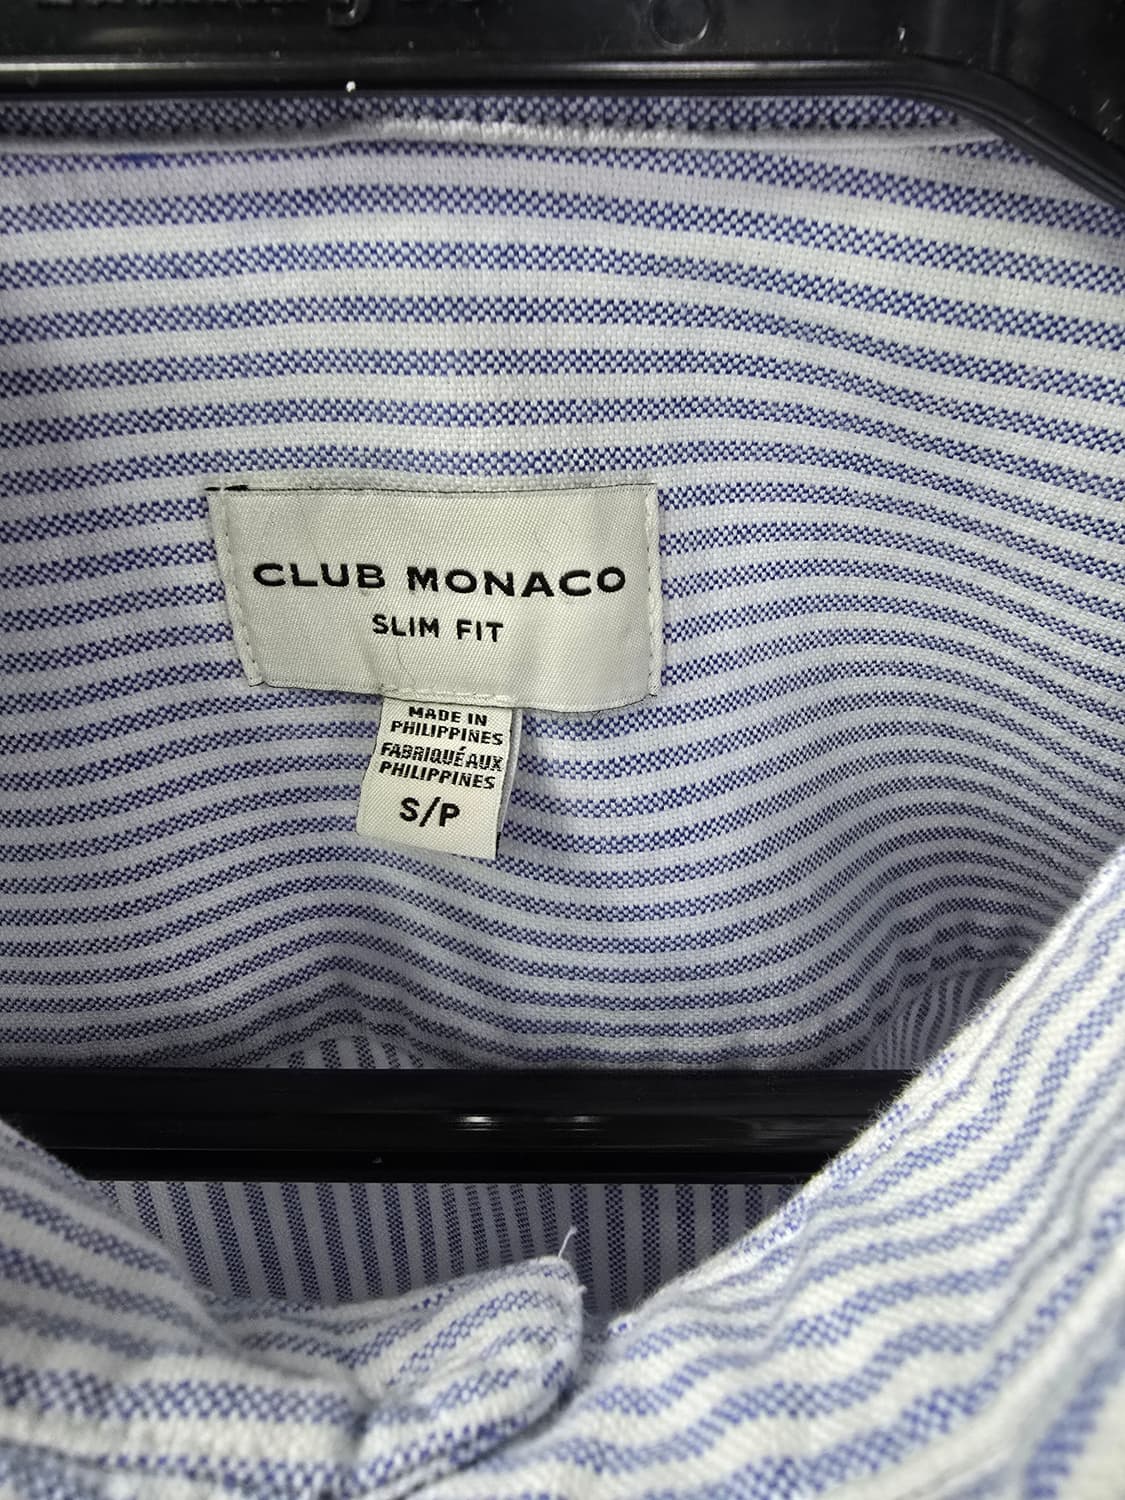 CLUB MONACO
SLIM FIT
MADE IN
PHILIPPINES
FABRIQUÉ AUX
PHILIPPINES
S/P